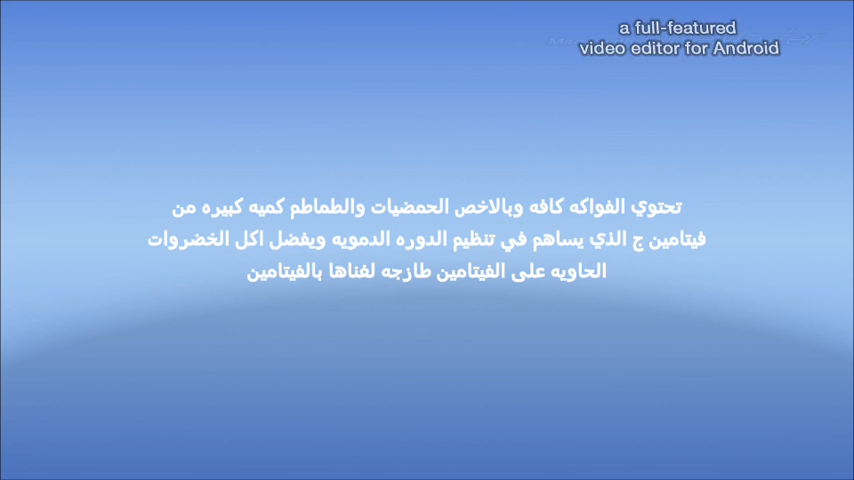 a full-featured
video editor for Android
تحتوي الفواكه كافه وبالاخص الحمضيات والطماطم كميه كبيره من
فيتامين ج الذي يساهم في تنظيم الدوره الدمويه ويفضل اكل الخضروات
الحاويه على الفيتامين طازجه لغناها بالفيتامين